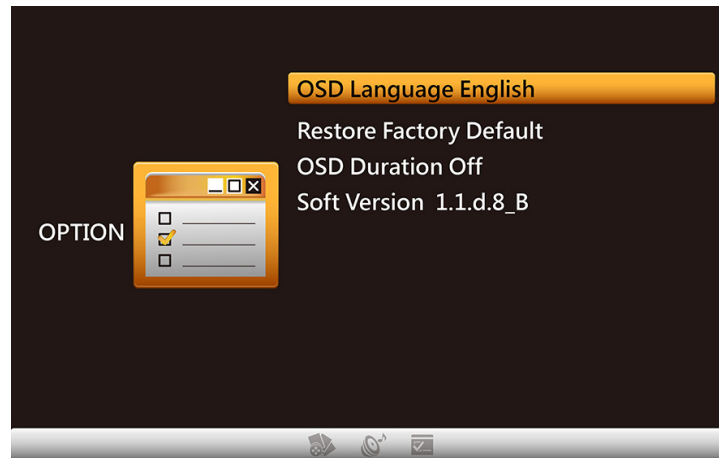 OSD Language English
Restore Factory Default
OSD Duration Off
Soft Version 1.1.d.8_B
OPTION